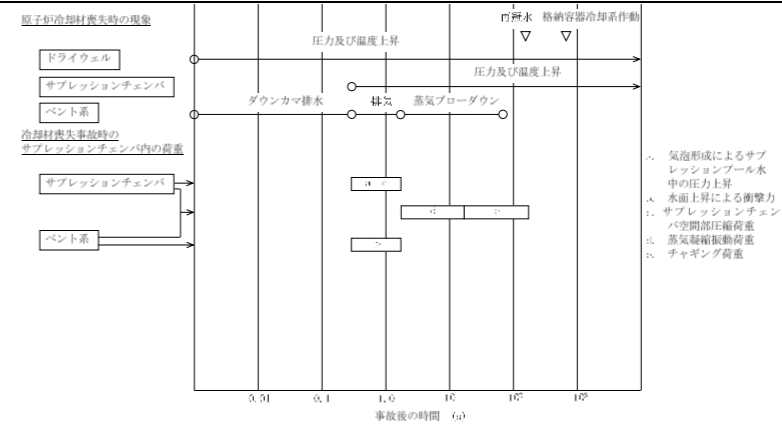 原子炉冷却材喪失時の現象
再冠水 格納容器冷却系作動
圧力及び温度上昇
ドライウェル
圧力及び温度上昇
サプレッションチェンバ
ダウンカマ排水 排気 蒸気ブローダウン
ベント系
冷却材喪失事故時の
サプレッションチェンバ内の荷重
気泡形成によるサプ
レッションプール水
中の圧力上昇
サプレッションチェンバ
水面上昇による衝撃力
サプレッションチェン
バ空間部圧縮荷重
ベント系
蒸気凝縮振動荷重
チャギング荷重
0.01 0.1 1.0 10 10² 10³
事故後の時間 (s)